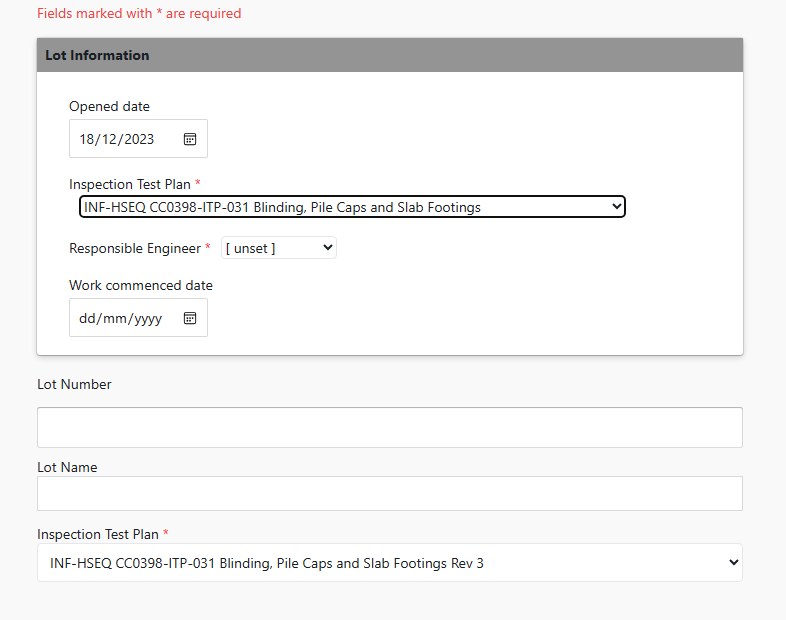 Fields marked with * are required
Lot Information
Opened date
18/12/2023
Inspection Test Plan *
INF-HSEQ CC0398-ITP-031 Blinding, Pile Caps and Slab Footings
Responsible Engineer * [ unset ]
Work commenced date
dd/mm/yyyy
Lot Number
Lot Name
Inspection Test Plan *
INF-HSEQ CC0398-ITP-031 Blinding, Pile Caps and Slab Footings Rev 3